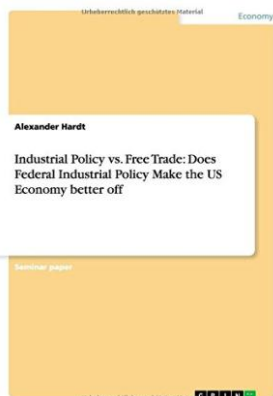 Urheberrechtlich geschütztes Material
Economy
Alexander Hardt
Industrial Policy vs. Free Trade: Does
Federal Industrial Policy Make the US
Economy better off
Seminar paper
G R I N